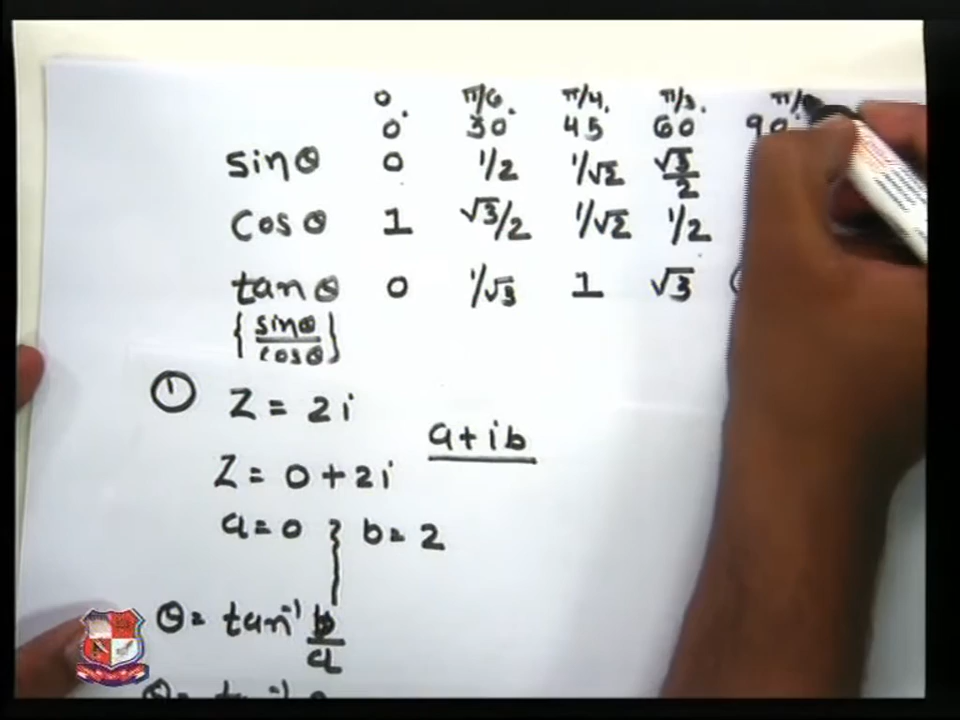 0 π/6 π/4 π/3 π/
0° 30° 45 60° 90°
sinθ 0 1/2 1/√2 √3/2
cosθ 1 √3/2 1/√2 1/2
tanθ 0 1/√3 1 √3
{sinθ/cosθ}
① Z = 2i
a+ib
Z = 0+2i
a=0 } b=2
θ= tan⁻¹ b/a
θ= tan⁻¹